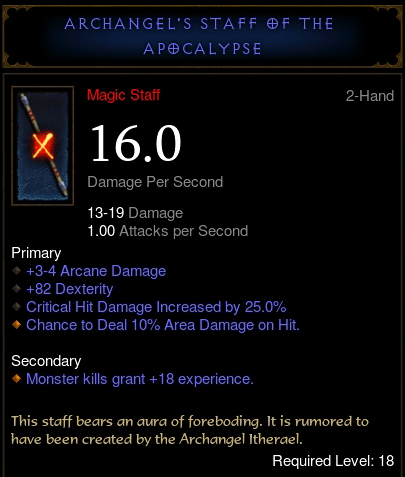 ARCHANGEL'S STAFF OF THE
APOCALYPSE
Magic Staff
2-Hand
16.0
Damage Per Second
13-19 Damage
1.00 Attacks per Second
Primary
+3-4 Arcane Damage
+82 Dexterity
Critical Hit Damage Increased by 25.0%
Chance to Deal 10% Area Damage on Hit.
Secondary
Monster kills grant +18 experience.
This staff bears an aura of foreboding. It is rumored to
have been created by the Archangel Itherael.
Required Level: 18